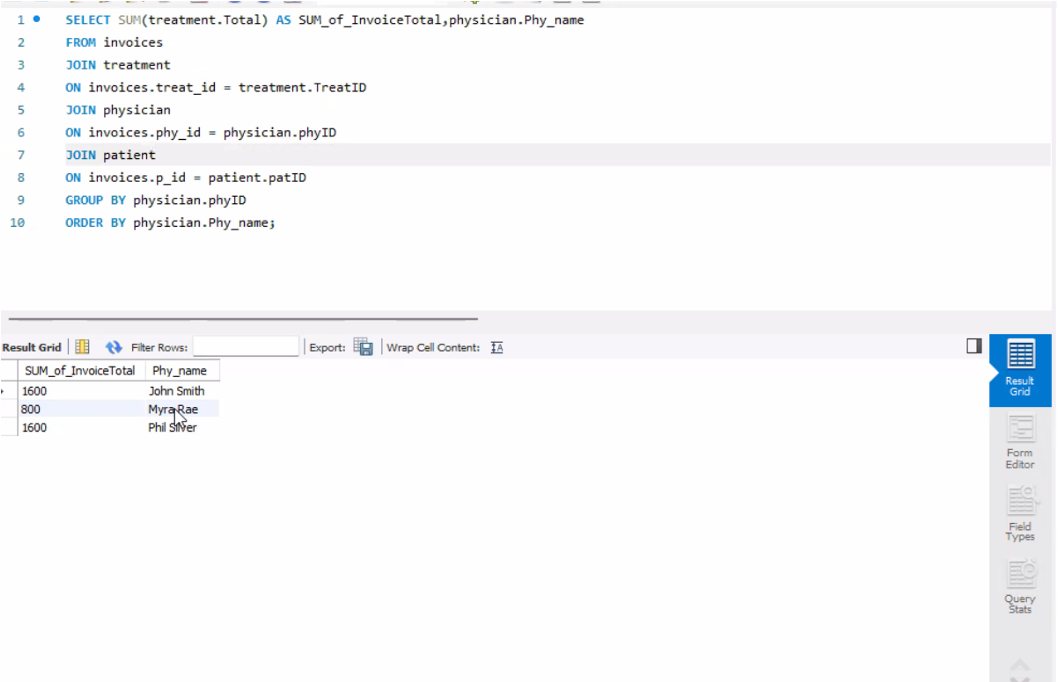 1 SELECT SUM(treatment.Total) AS SUM_of_InvoiceTotal,physician.Phy_name
2 FROM invoices
3 JOIN treatment
4 ON invoices.treat_id = treatment.TreatID
5 JOIN physician
6 ON invoices.phy_id = physician.phyID
7 JOIN patient
8 ON invoices.p_id = patient.patID
9 GROUP BY physician.phyID
10 ORDER BY physician.Phy_name;
Result Grid Filter Rows: Export: Wrap Cell Content: IA
SUM_of_InvoiceTotal Phy_name
1600 John Smith
800 Myra Rae
1600 Phil Silver
Result
Grid
Form
Editor
Field
Types
Query
Stats